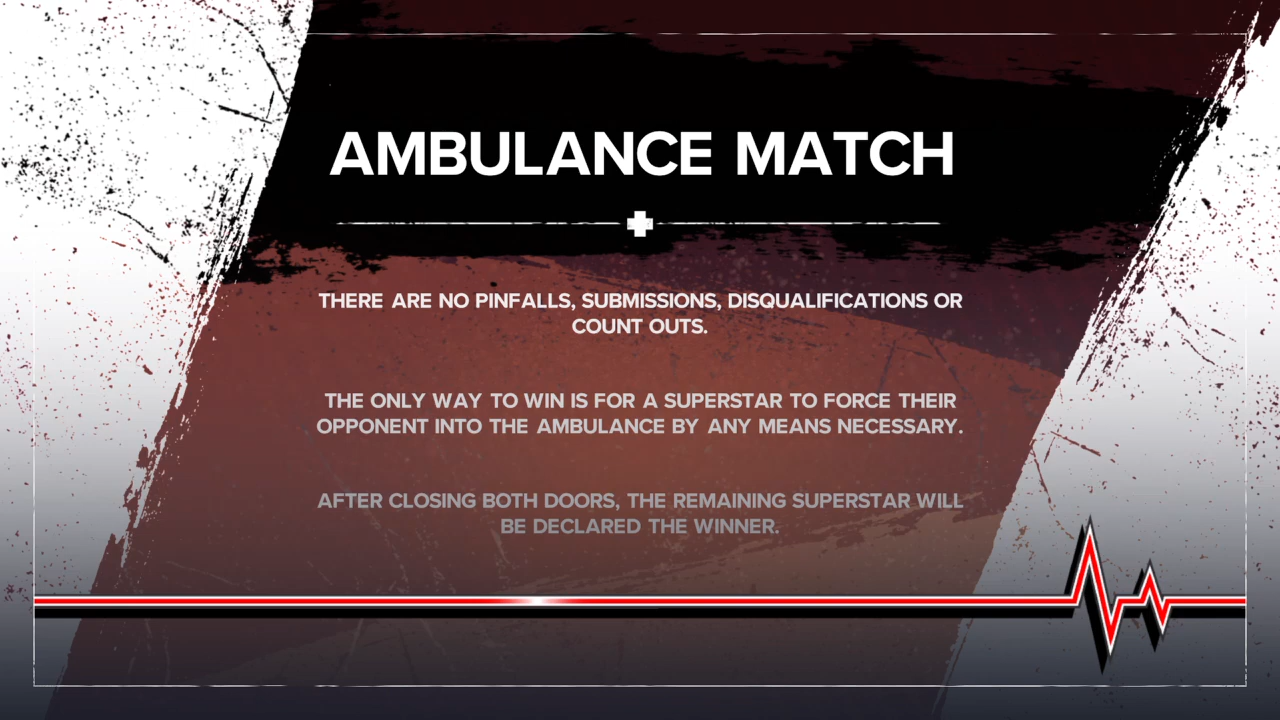 AMBULANCE MATCH
THERE ARE NO PINFALLS, SUBMISSIONS, DISQUALIFICATIONS OR
COUNT OUTS.
THE ONLY WAY TO WIN IS FOR A SUPERSTAR TO FORCE THEIR
OPPONENT INTO THE AMBULANCE BY ANY MEANS NECESSARY.
AFTER CLOSING BOTH DOORS, THE REMAINING SUPERSTAR WILL
BE DECLARED THE WINNER.